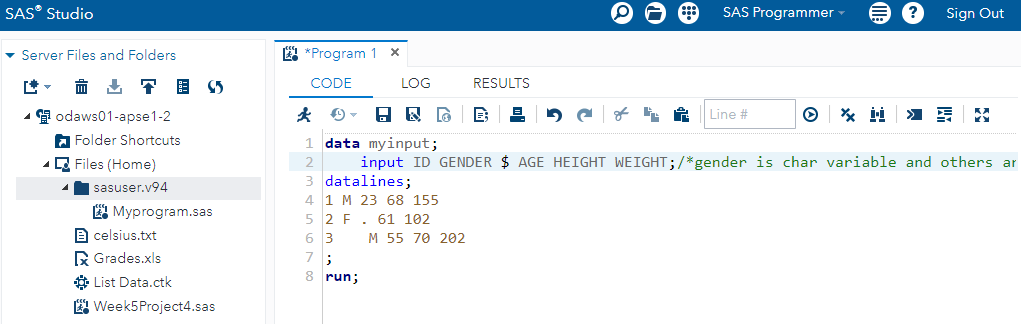 SAS® Studio
SAS Programmer
Sign Out
Server Files and Folders
odaws01-apse1-2
Folder Shortcuts
Files (Home)
sasuser.v94
Myprogram.sas
celsius.txt
Grades.xls
List Data.ctk
Week5Project4.sas
*Program 1
CODE LOG RESULTS
Line #
1 data myinput;
2     input ID GENDER $ AGE HEIGHT WEIGHT;/*gender is char variable and others an
3 datalines;
4 1 M 23 68 155
5 2 F . 61 102
6 3    M 55 70 202
7 ;
8 run;